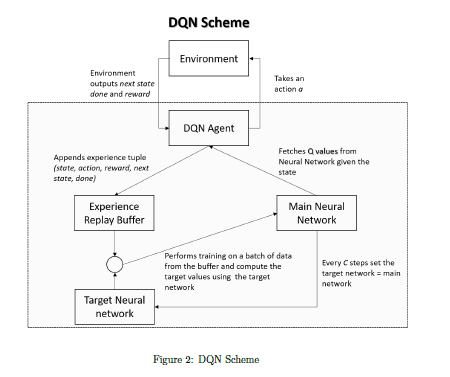 DQN Scheme
Environment
Environment
outputs next state
done and reward
Takes an
action a
DQN Agent
Appends experience tuple
(state, action, reward, next
state, done)
Fetches Q values from
Neural Network given the
state
Experience
Replay Buffer
Main Neural
Network
Performs training on a batch of data
from the buffer and compute the
target values using the target
network
Every C steps set the
target network = main
network
Target Neural
network
Figure 2: DQN Scheme